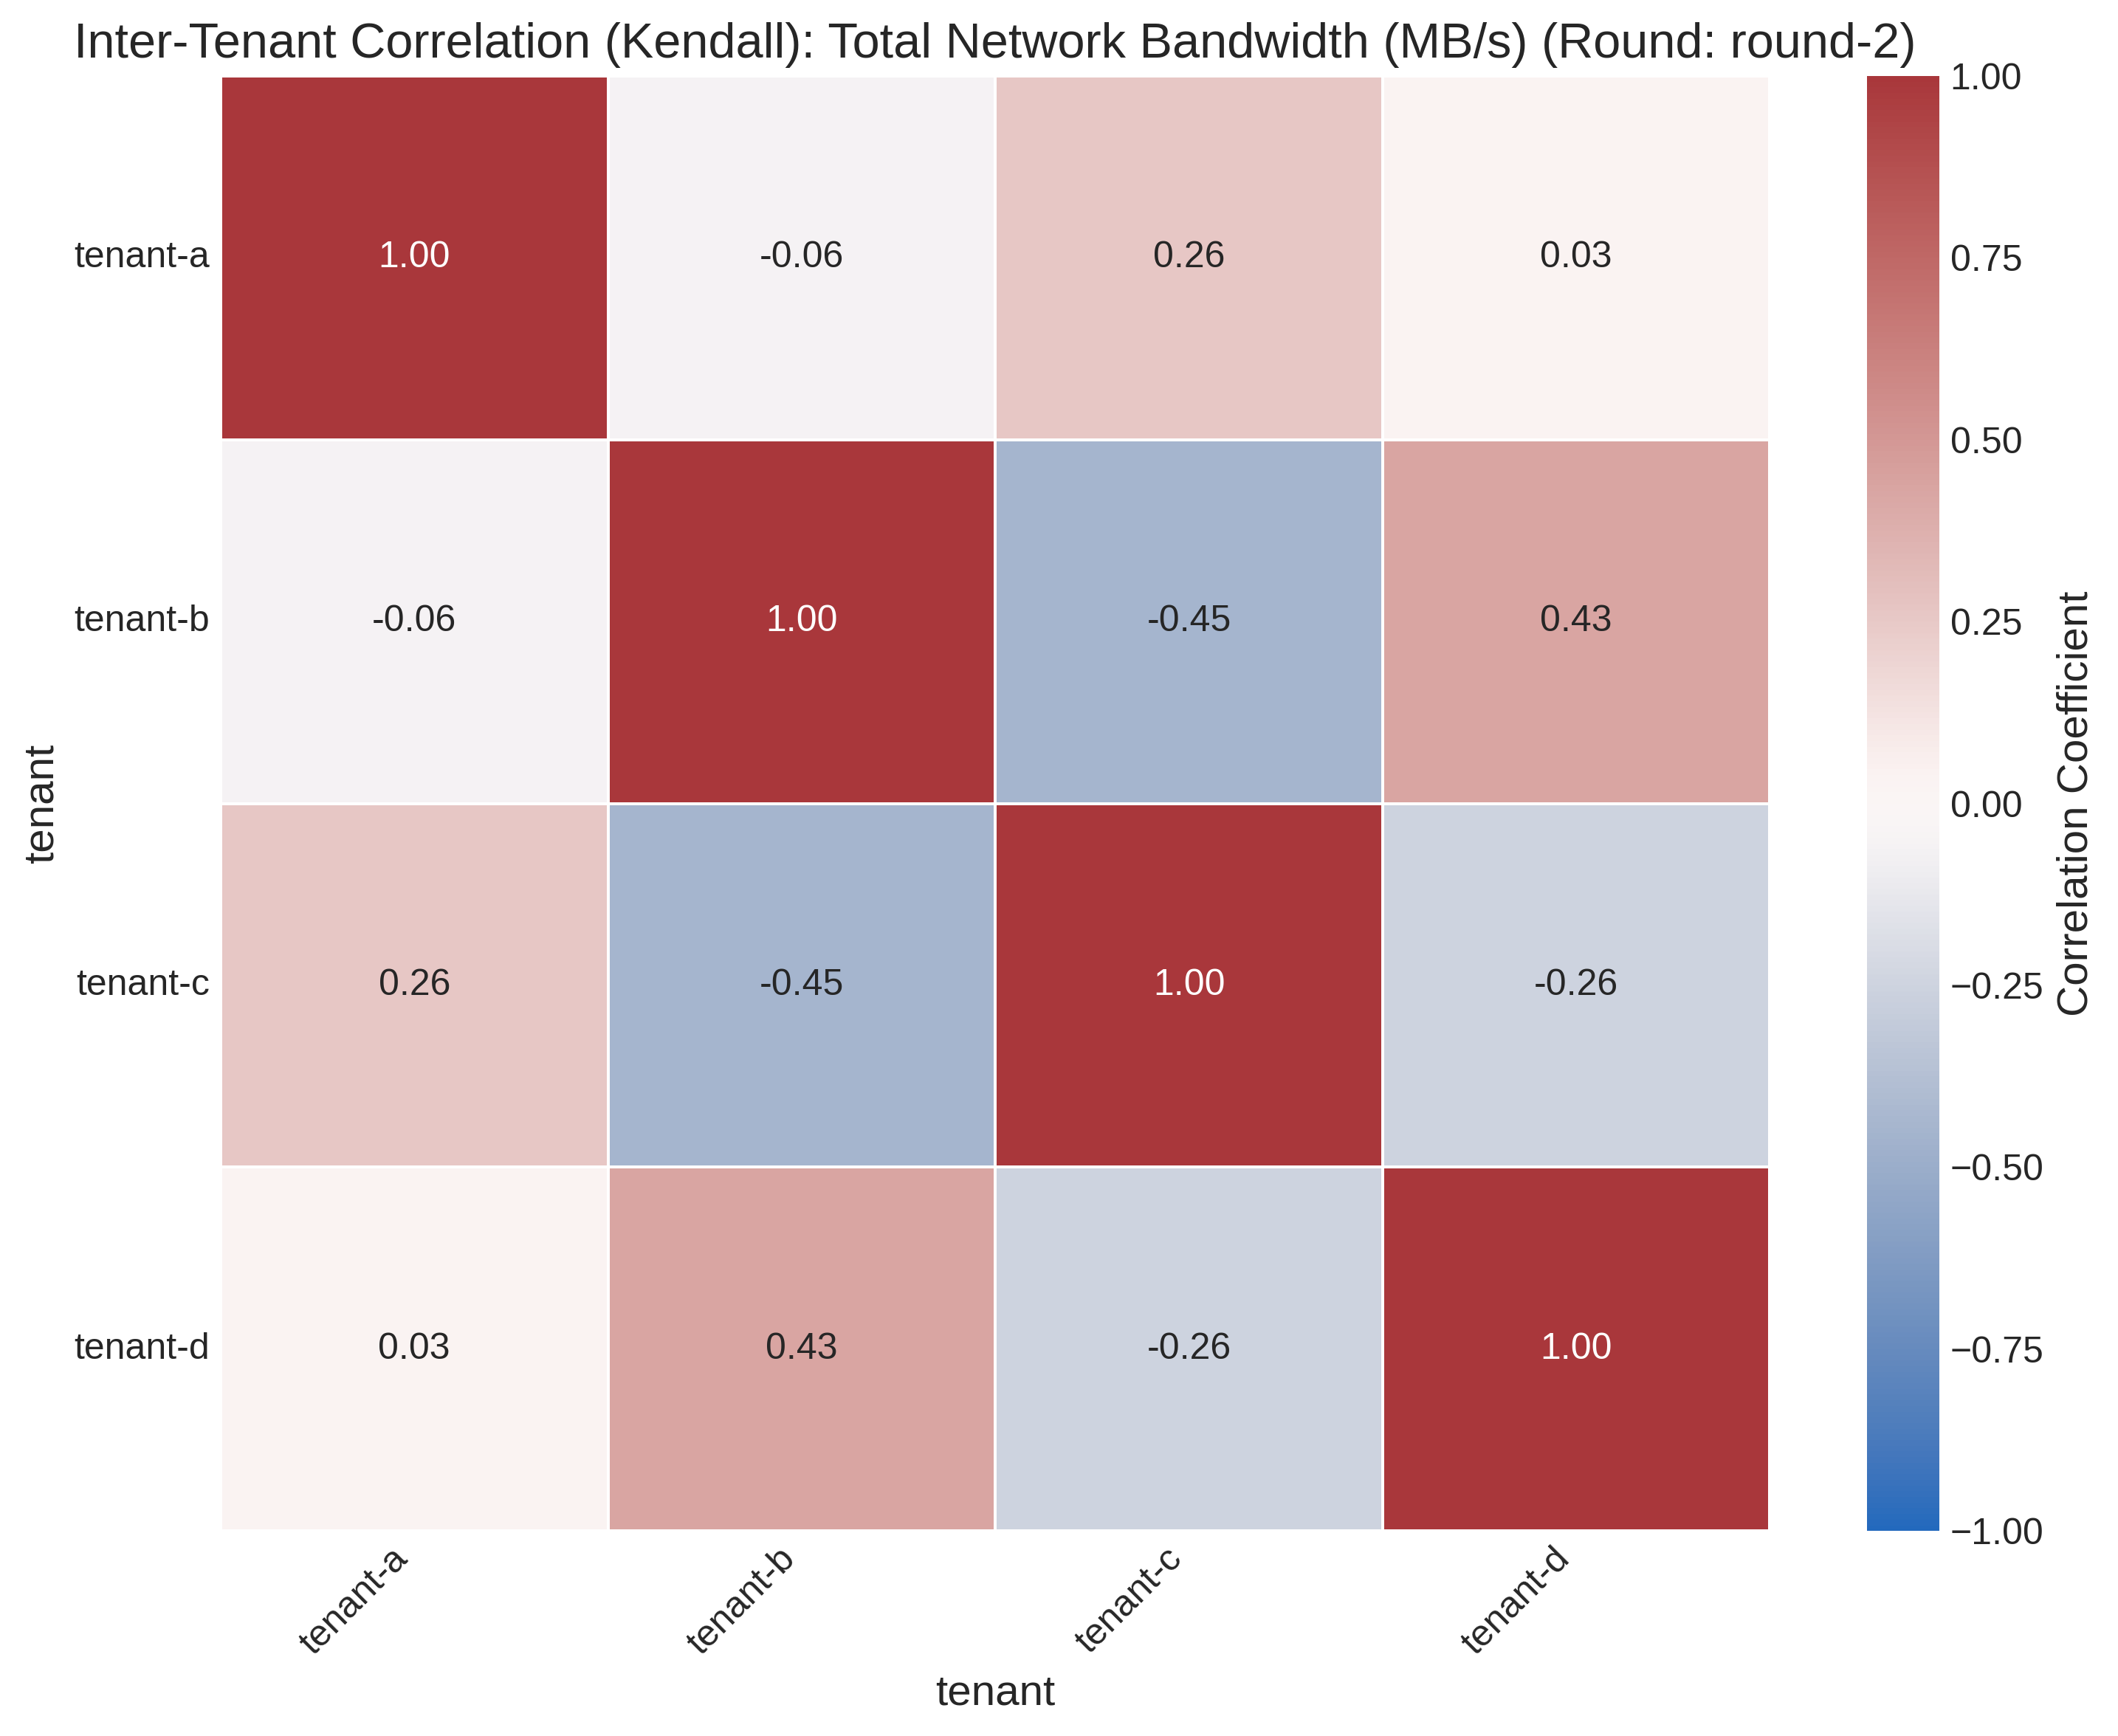 Inter-Tenant Correlation (Kendall): Total Network Bandwidth (MB/s) (Round: round-2)
tenant-a 1.00 -0.06 0.26 0.03
tenant-b -0.06 1.00 -0.45 0.43
tenant-c 0.26 -0.45 1.00 -0.26
tenant-d 0.03 0.43 -0.26 1.00
tenant
tenant-a tenant-b tenant-c tenant-d
tenant
1.00
0.75
0.50
0.25
0.00
−0.25
−0.50
−0.75
−1.00
Correlation Coefficient